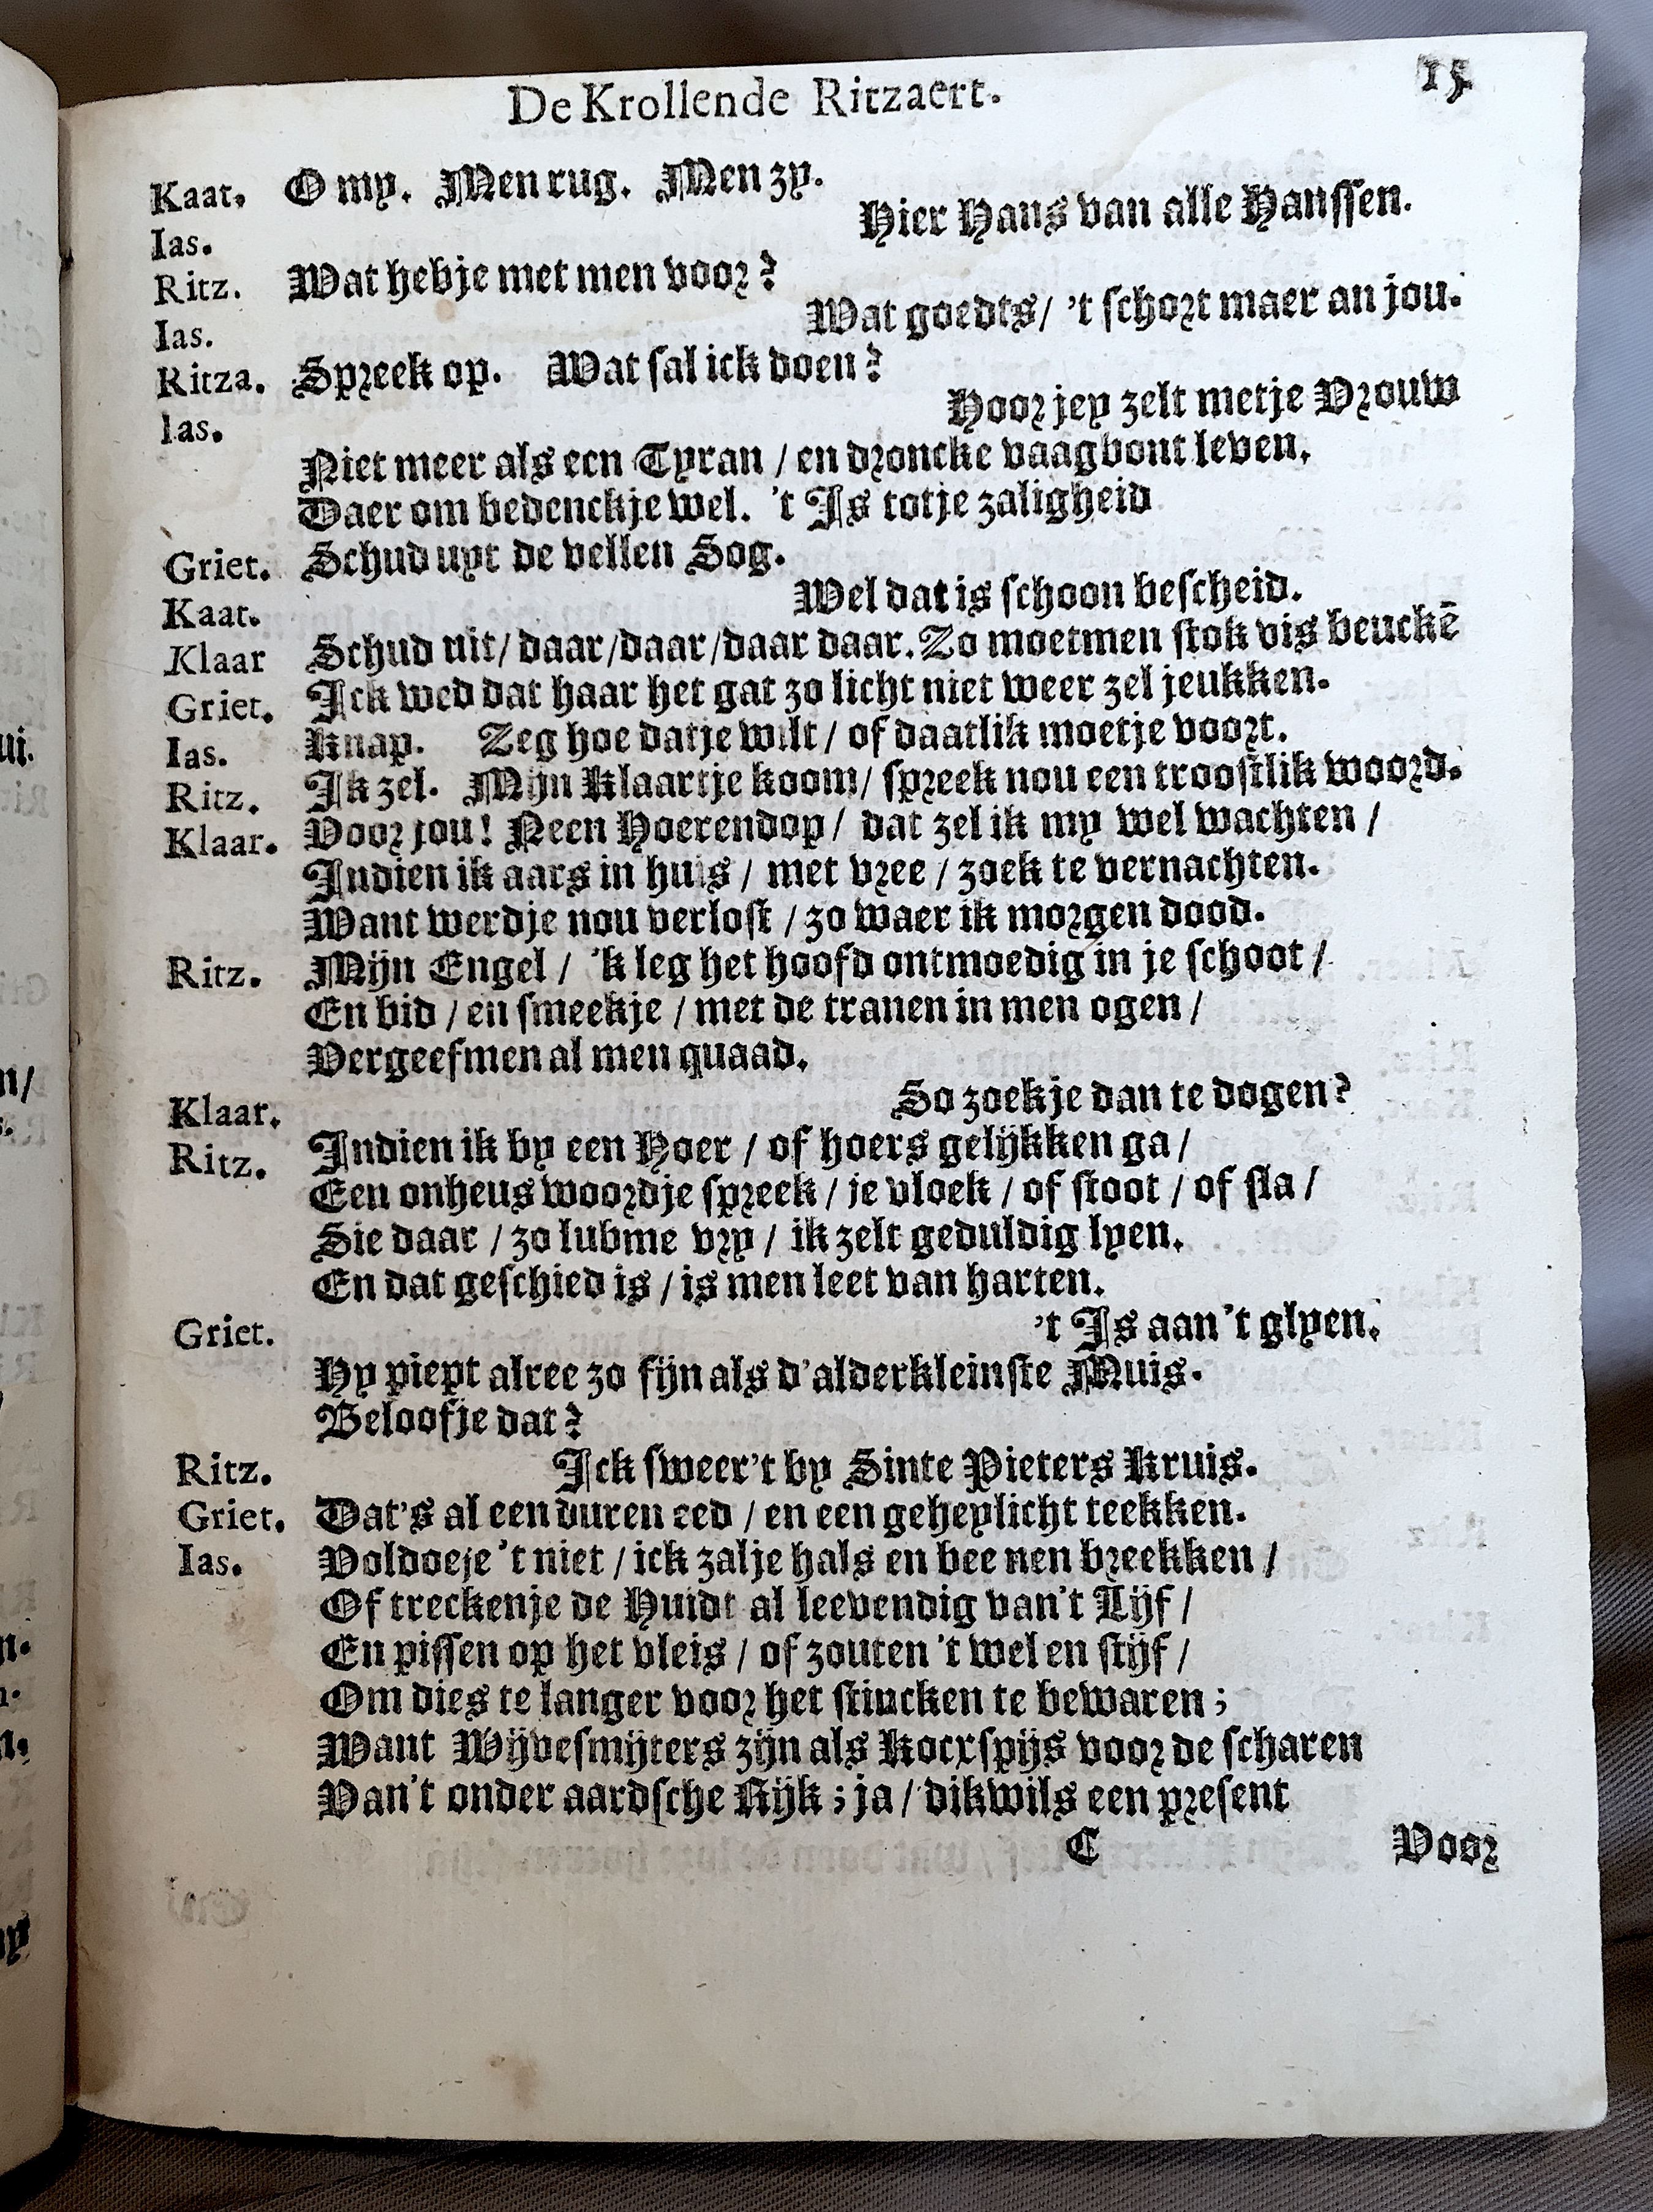 De Krollende Ritzaert. 15
Kaat. O my. Men rug. Men zy.
Ias. Hier Hans van alle Hanssen.
Ritz. Wat hebje met men voor?
Ias. Wat goedts/ 't schort maer an jou.
Ritza. Spreek op. Wat sal ick doen?
Ias. Hoor jey zelt metje Vrouw
Niet meer als een Tyran / en droncke vaagbont leven.
Daer om bedenckje wel. 't Is totje zaligheid
Griet. Schud uyt de vellen Sog.
Kaat. Wel dat is schoon bescheid.
Klaar Schud uit/ daar/daar/daar daar. Zo moetmen stok vis beuckē
Griet. Ick wed dat haar het gat zo licht niet weer zel jeukken.
Ias. Knap. Zeg hoe datje wilt / of daatlik moetje voort.
Ritz. Ik zel. Mijn Klaartje koom/ spreek nou een troostlik woord.
Klaar. Voor jou! Neen Hoerendop/ dat zel ik my wel wachten /
Indien ik aars in huis / met vree / zoek te vernachten.
Want werdje nou verlost / zo waer ik morgen dood.
Ritz. Mijn Engel / 'k leg het hoofd ontmoedig in je schoot /
En bid / en smeekje / met de tranen in men ogen /
Vergeefmen al men quaad.
Klaar. So zoekje dan te dogen?
Ritz. Indien ik by een Hoer / of hoers gelijkken ga /
Een onheus woordje spreek / je vloek / of stoot / of sla /
Sie daar / zo lubme vry / ik zelt geduldig lyen.
En dat geschied is / is men leet van harten.
Griet. 't Is aan 't glyen.
Hy piept alree zo fijn als d'alderkleinste Muis.
Beloofje dat?
Ritz. Ick sweer't by Sinte Pieters Kruis.
Griet. Dat's al een duren eed / en een geheylicht teekken.
Ias. Voldoeje 't niet / ick zalje hals en bee nen breekken /
Of treckenje de Huidt al leevendig van't Lijf /
En pissen op het vleis / of zouten 't wel en stijf /
Om dies te langer voor het stincken te bewaren ;
Want Wijvesmijters zijn als Kocxspijs voor de scharen
Van't onder aardsche Rijk ; ja / dikwils een present
C Voor